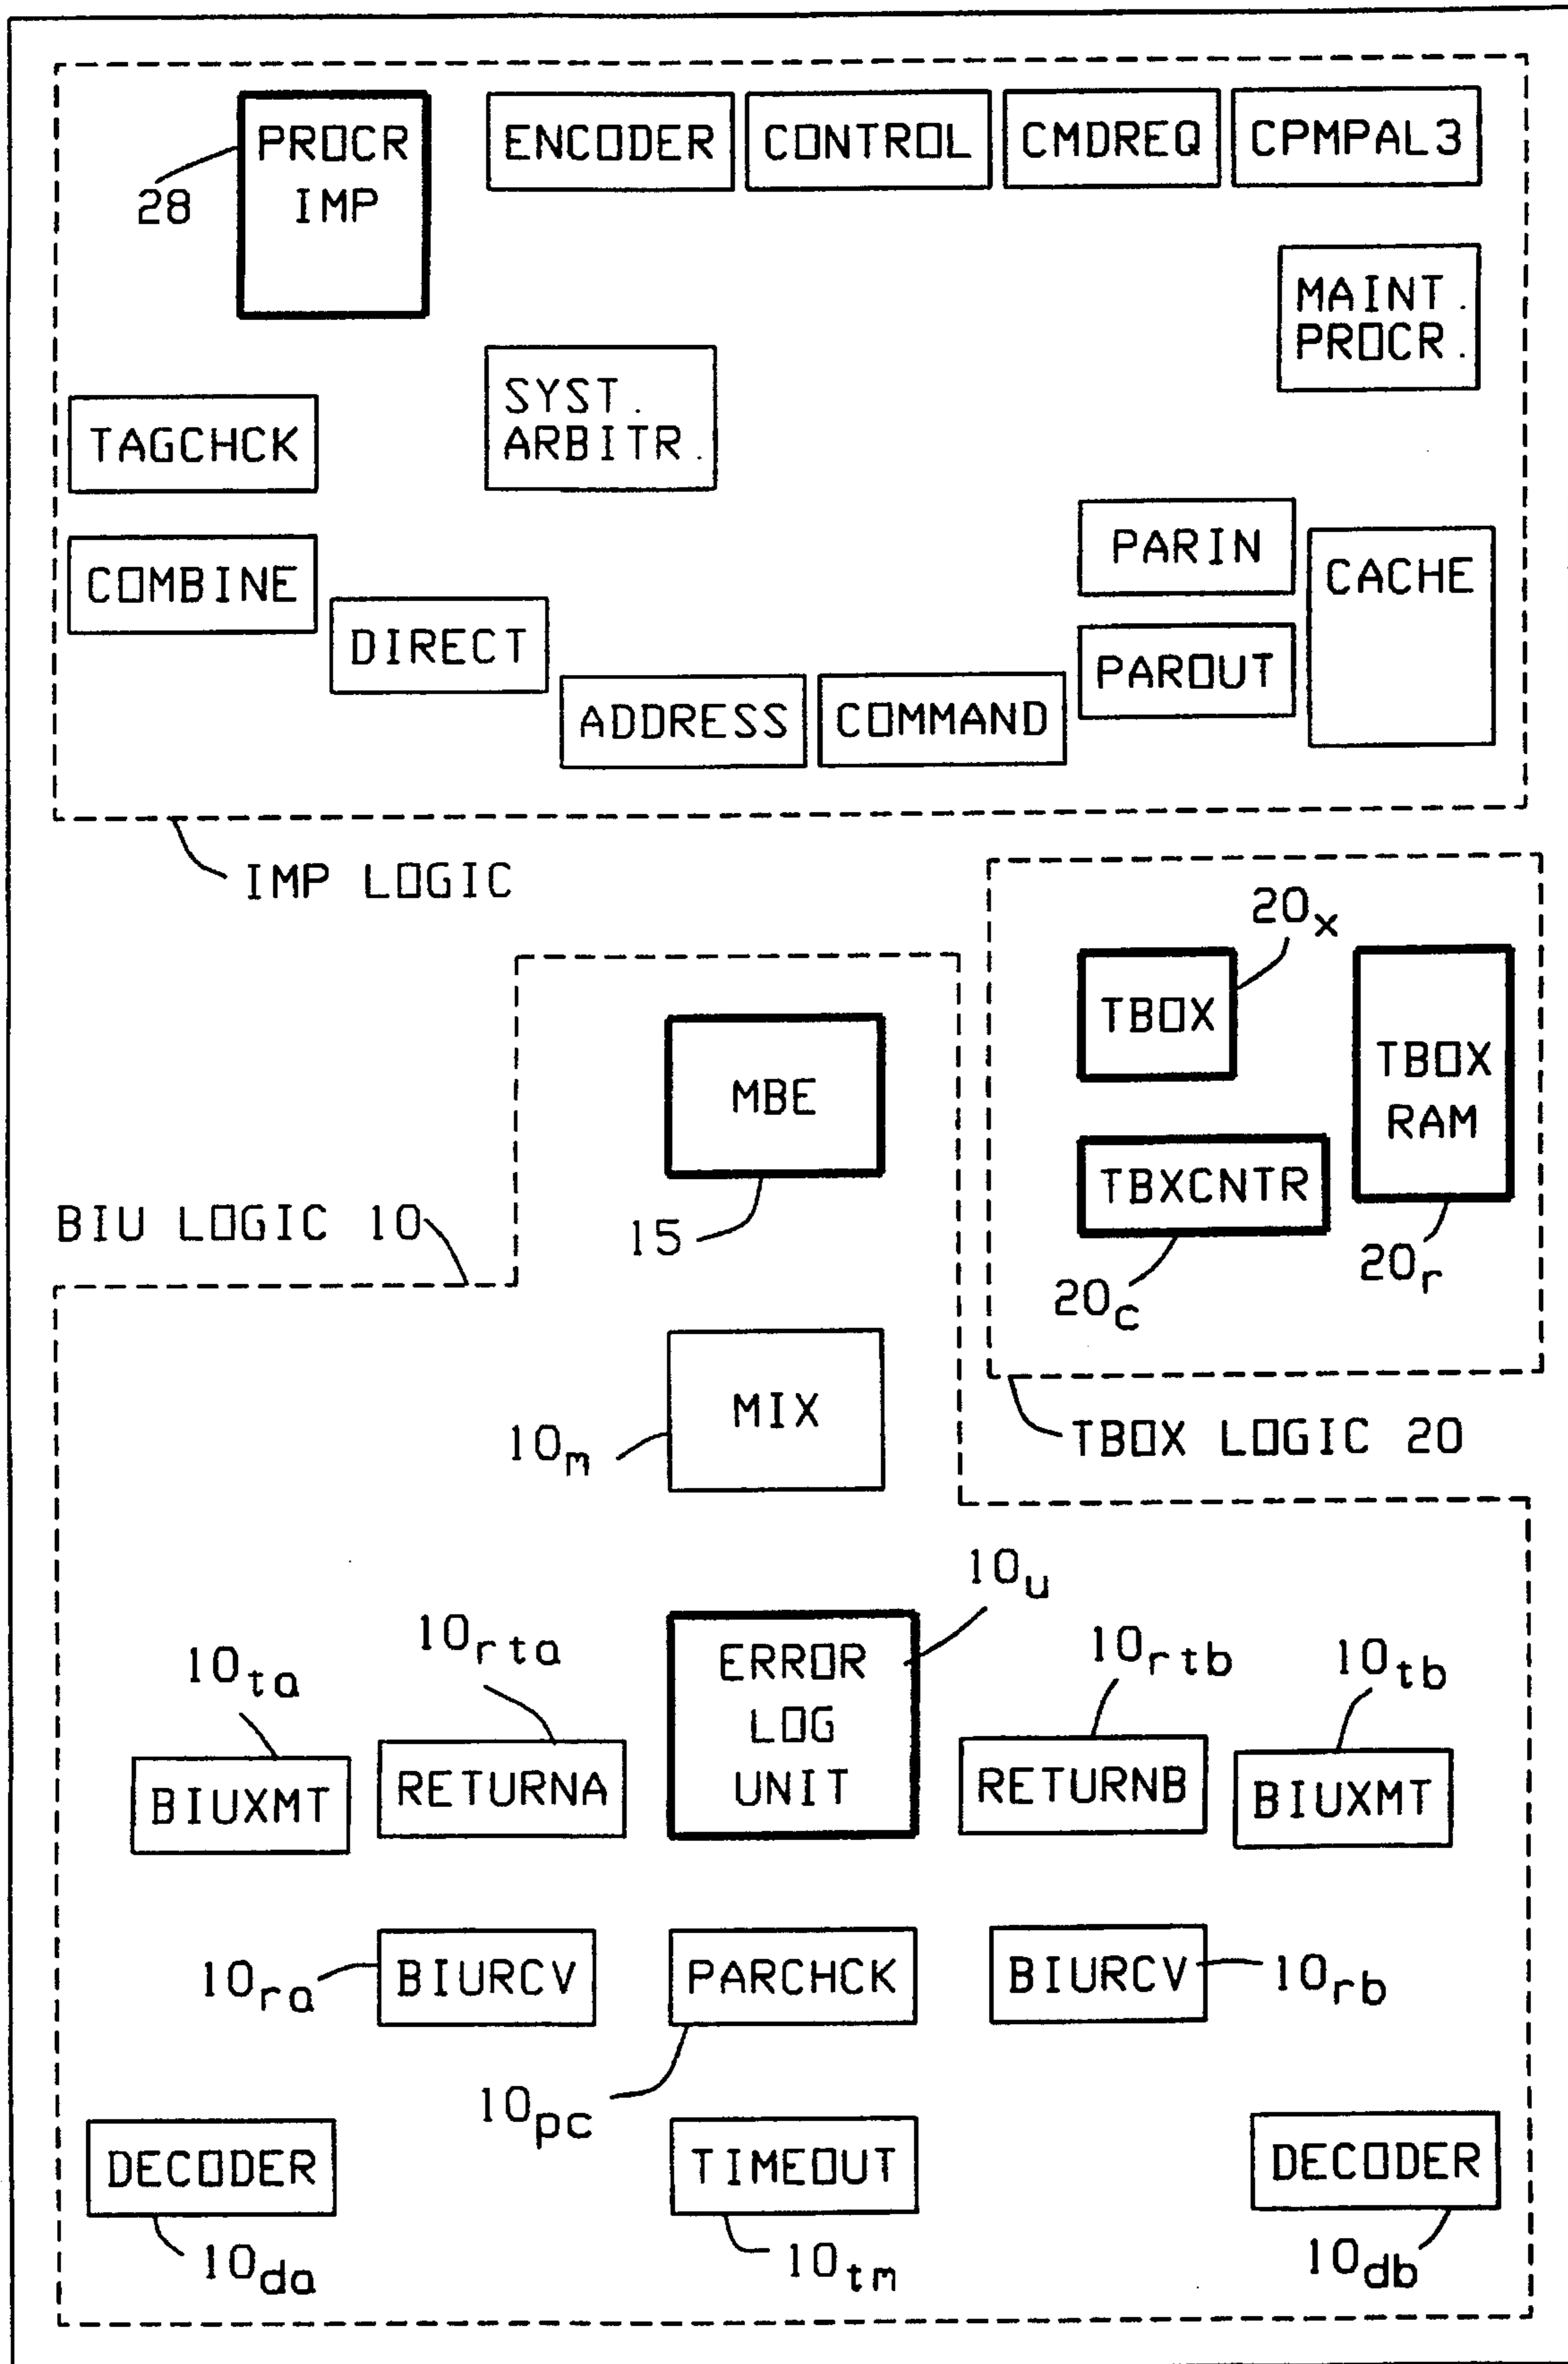 PROCR
IMP
28
ENCODER
CONTROL
CMDREQ
CPMPAL3
MAINT.
PROCR.
SYST.
ARBITR.
TAGCHCK
COMBINE
DIRECT
ADDRESS
COMMAND
PARIN
PAROUT
CACHE
IMP LOGIC
20x
TBOX
TBOX
RAM
TBXCNTR
20r
20c
TBOX LOGIC 20
MBE
15
BIU LOGIC 10
MIX
10m
10u
ERROR
LOG
UNIT
10ta
10rta
10rtb
10tb
BIUXMT
RETURNA
RETURNB
BIUXMT
10ra
BIURCV
PARCHCK
BIURCV
10rb
10pc
DECODER
TIMEOUT
DECODER
10da
10tm
10db